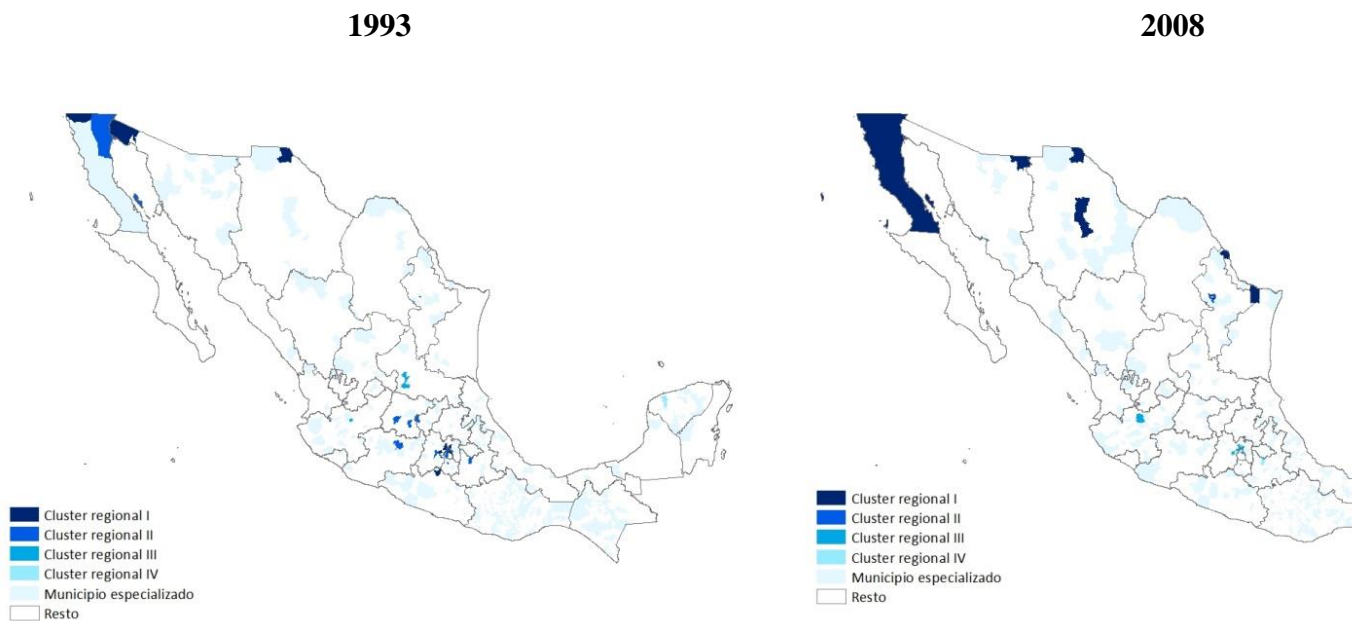 1993
2008
Cluster regional I
Cluster regional II
Cluster regional III
Cluster regional IV
Municipio especializado
Resto
Cluster regional I
Cluster regional II
Cluster regional III
Cluster regional IV
Municipio especializado
Resto